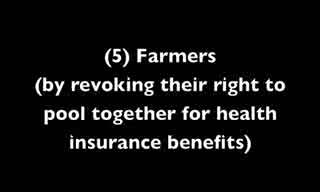 (5) Farmers
(by revoking their right to
pool together for health
insurance benefits)